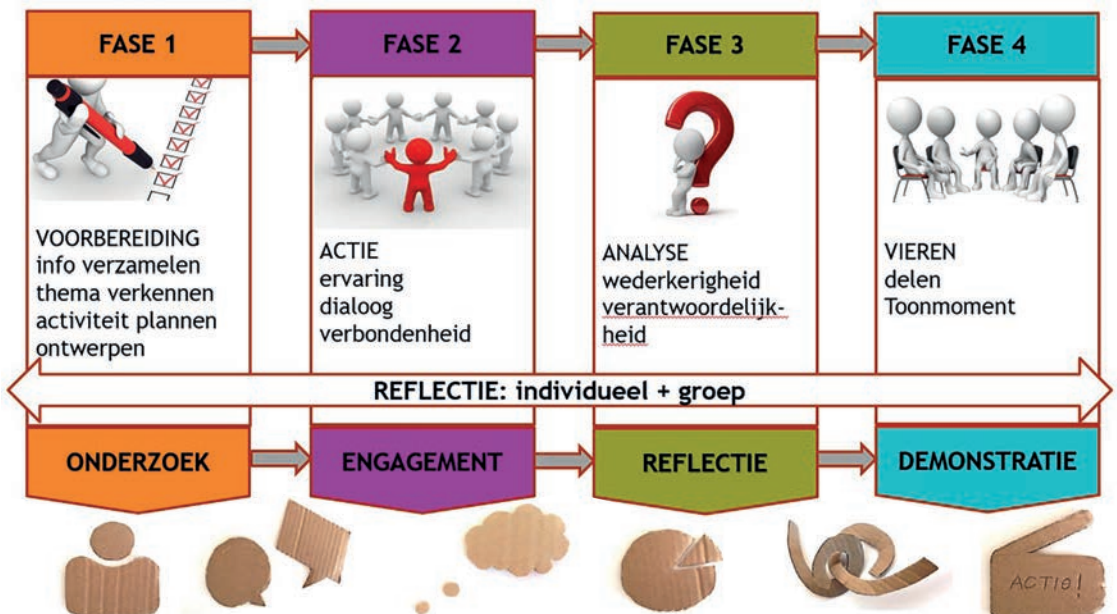 FASE 1
FASE 2
FASE 3
FASE 4
VOORBEREIDING
info verzamelen
thema verkennen
activiteit plannen
ontwerpen
ACTIE
ervaring
dialoog
verbondenheid
ANALYSE
wederkerigheid
verantwoordelijk-
heid
VIEREN
delen
Toonmoment
REFLECTIE: individueel + groep
ONDERZOEK
ENGAGEMENT
REFLECTIE
DEMONSTRATIE
ACTIE!